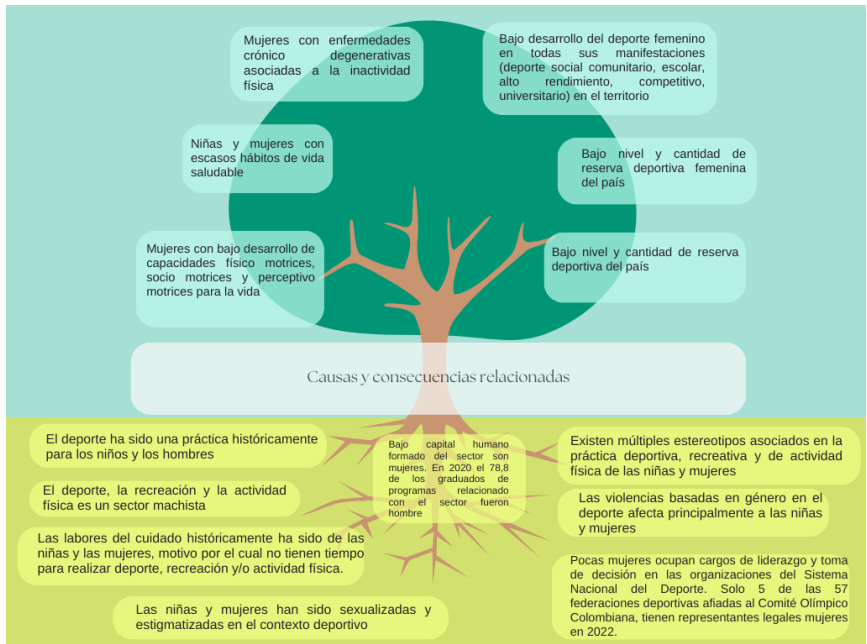 Mujeres con enfermedades
crónico degenerativas
asociadas a la inactividad
física
Bajo desarrollo del deporte femenino
en todas sus manifestaciones
(deporte social comunitario, escolar,
alto rendimiento, competitivo,
universitario) en el territorio
Niñas y mujeres con
escasos hábitos de vida
saludable
Bajo nivel y cantidad de
reserva deportiva femenina
del país
Mujeres con bajo desarrollo de
capacidades físico motrices,
socio motrices y perceptivo
motrices para la vida
Bajo nivel y cantidad de reserva
deportiva del país
Causas y consecuencias relacionadas
El deporte ha sido una práctica históricamente
para los niños y los hombres
Bajo capital humano
formado del sector son
mujeres. En 2020 el 78,8
de los graduados de
programas relacionado
con el sector fueron
hombre
Existen múltiples estereotipos asociados en la
práctica deportiva, recreativa y de actividad
física de las niñas y mujeres
El deporte, la recreación y la actividad
física es un sector machista
Las violencias basadas en género en el
deporte afecta principalmente a las niñas
y mujeres
Las labores del cuidado históricamente ha sido de las
niñas y las mujeres, motivo por el cual no tienen tiempo
para realizar deporte, recreación y/o actividad física.
Pocas mujeres ocupan cargos de liderazgo y toma
de decisión en las organizaciones del Sistema
Nacional del Deporte. Solo 5 de las 57
federaciones deportivas afiadas al Comité Olímpico
Colombiana, tienen representantes legales mujeres
en 2022.
Las niñas y mujeres han sido sexualizadas y
estigmatizadas en el contexto deportivo